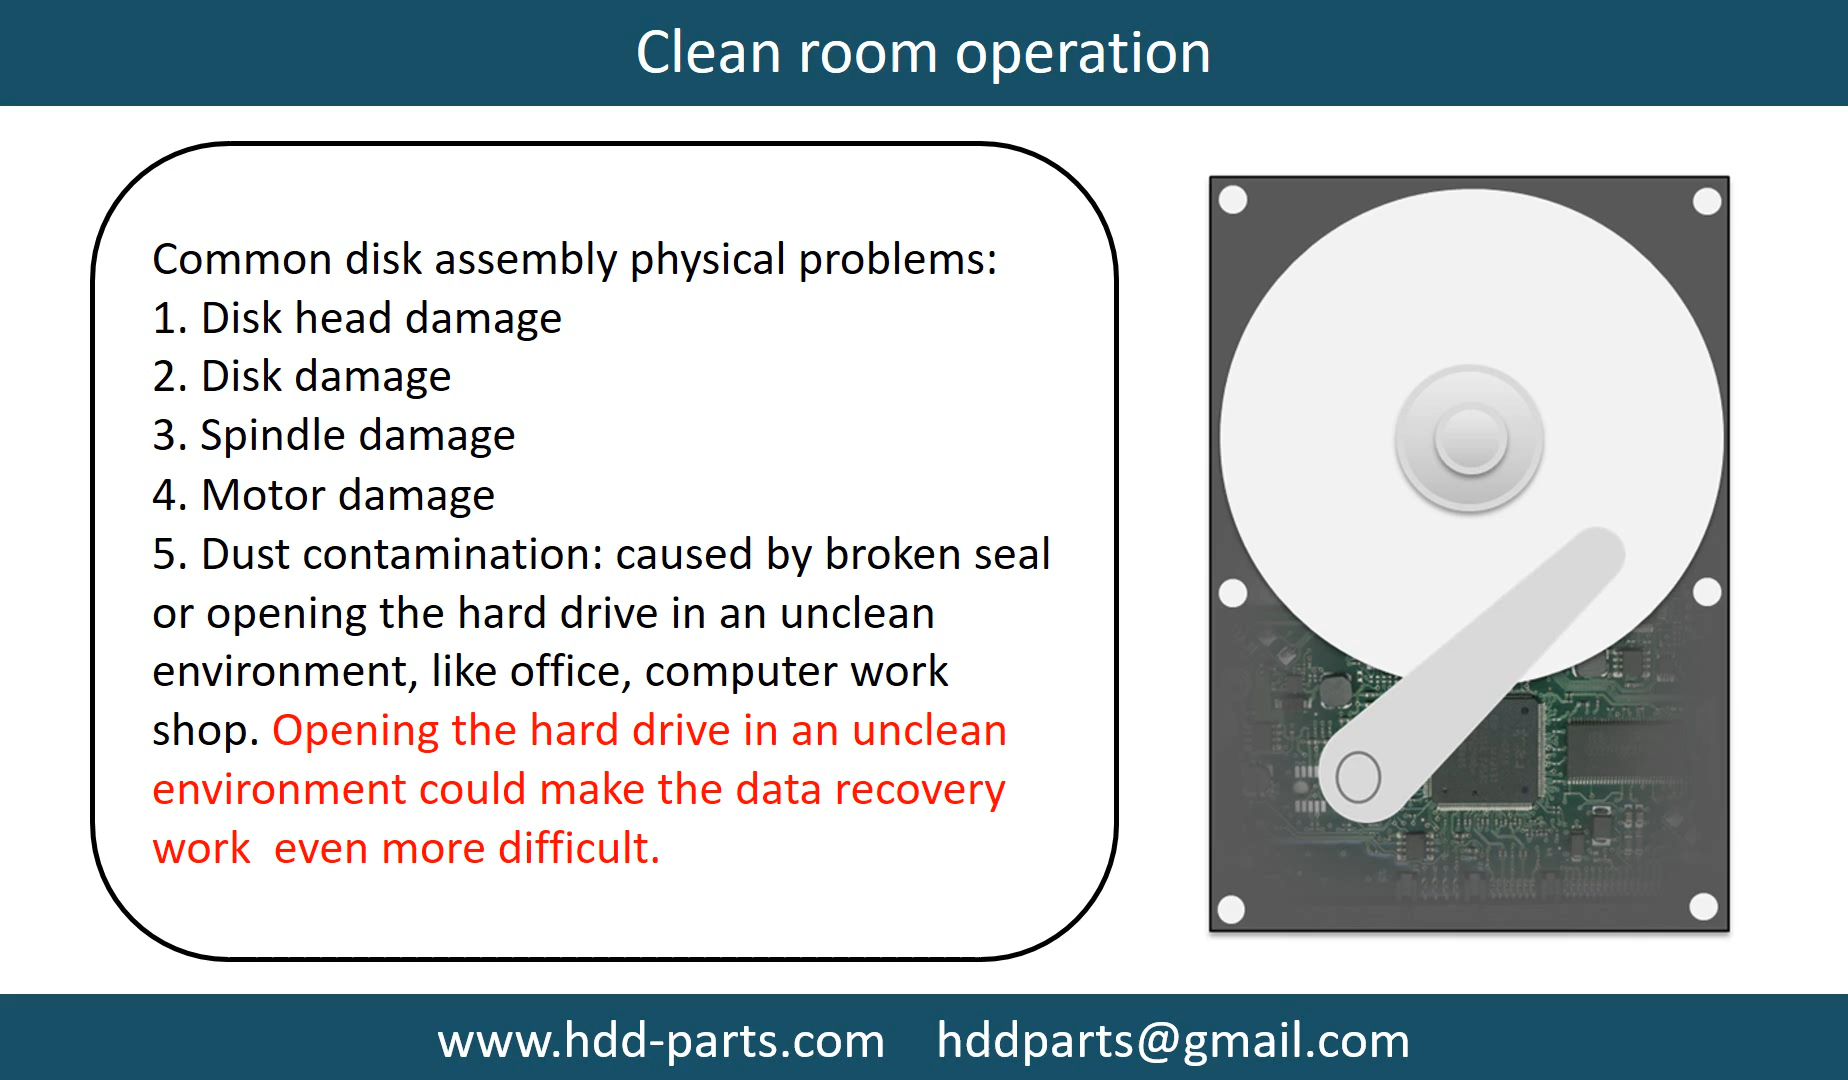 Clean room operation
Common disk assembly physical problems:
1. Disk head damage
2. Disk damage
3. Spindle damage
4. Motor damage
5. Dust contamination: caused by broken seal
or opening the hard drive in an unclean
environment, like office, computer work
shop. Opening the hard drive in an unclean
environment could make the data recovery
work  even more difficult.
www.hdd-parts.com    hddparts@gmail.com